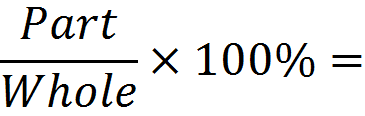 Part
Whole × 100% =